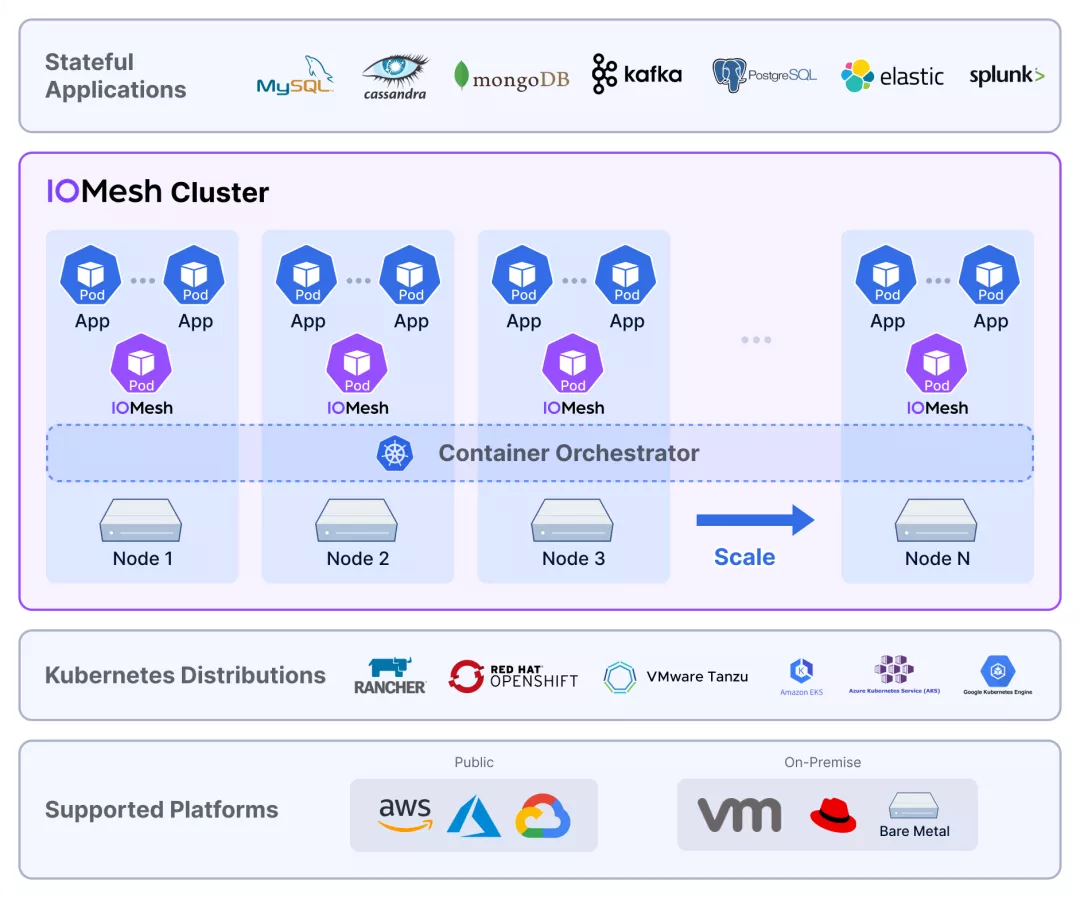 Stateful
Applications
MySQL
cassandra
mongoDB
kafka
PostgreSQL
elastic
splunk>
IOMesh Cluster
Pod Pod Pod Pod Pod Pod Pod Pod
App App App App App App App App
Pod Pod Pod Pod
IOMesh IOMesh IOMesh IOMesh
Container Orchestrator
Node 1 Node 2 Node 3 Node N
Scale
Kubernetes Distributions
RANCHER
RED HAT
OPENSHIFT
VMware Tanzu
Amazon EKS
Azure Kubernetes Service (AKS)
Google Kubernetes Engine
Supported Platforms
Public
aws
On-Premise
vm
Bare Metal